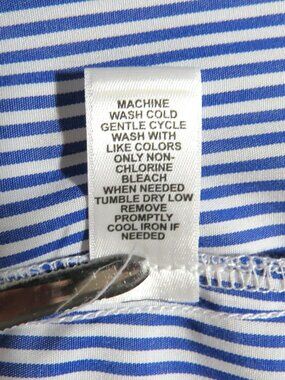 MACHINE
WASH COLD
GENTLE CYCLE
WASH WITH
LIKE COLORS
ONLY NON-
CHLORINE
BLEACH
WHEN NEEDED
TUMBLE DRY LOW
REMOVE
PROMPTLY
COOL IRON IF
NEEDED